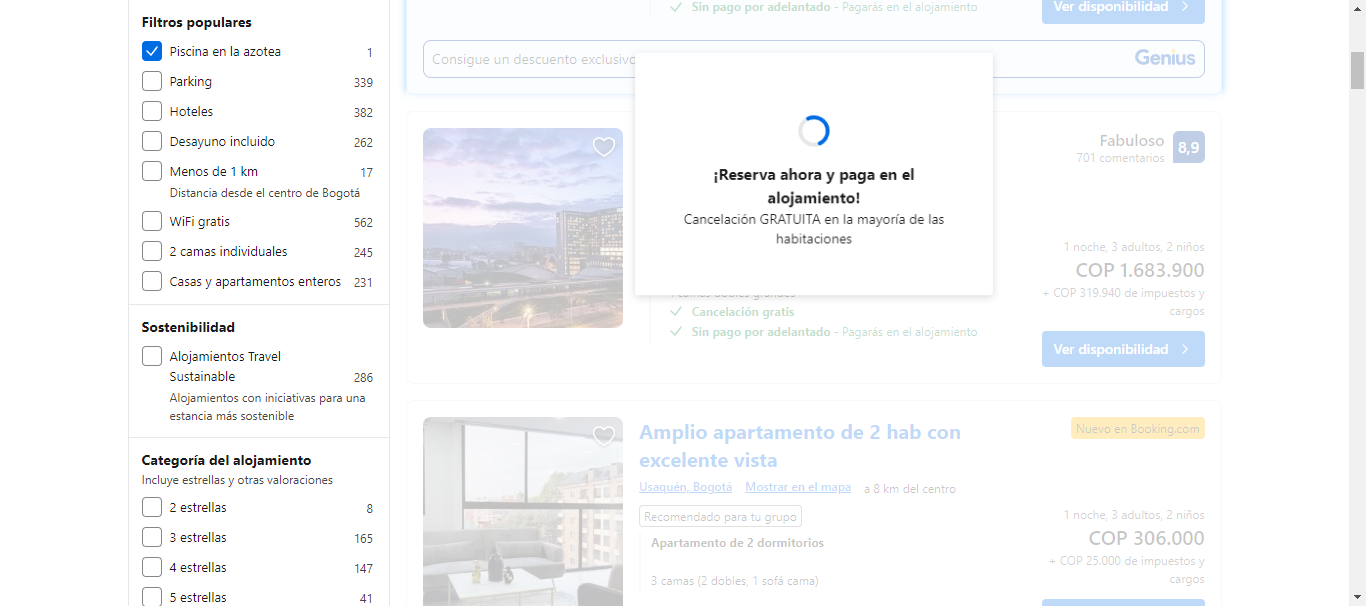 Filtros populares
Piscina en la azotea 1
Parking 339
Hoteles 382
Desayuno incluido 262
Menos de 1 km 17
Distancia desde el centro de Bogotá
WiFi gratis 562
2 camas individuales 245
Casas y apartamentos enteros 231
Sostenibilidad
Alojamientos Travel
Sustainable 286
Alojamientos con iniciativas para una
estancia más sostenible
Categoría del alojamiento
Incluye estrellas y otras valoraciones
2 estrellas 8
3 estrellas 165
4 estrellas 147
5 estrellas 41
Sin pago por adelantado - Pagarás en el alojamiento
Ver disponibilidad
Consigue un descuento exclusivo
Genius
¡Reserva ahora y paga en el
alojamiento!
Cancelación GRATUITA en la mayoría de las
habitaciones
Fabuloso
701 comentarios
8,9
1 noche, 3 adultos, 2 niños
COP 1.683.900
+ COP 319.940 de impuestos y
cargos
camas dobles grandes
Cancelación gratis
Sin pago por adelantado - Pagarás en el alojamiento
Ver disponibilidad
Amplio apartamento de 2 hab con
excelente vista
Nuevo en Booking.com
Usaquén, Bogotá Mostrar en el mapa a 8 km del centro
Recomendado para tu grupo
Apartamento de 2 dormitorios
3 camas (2 dobles, 1 sofá cama)
1 noche, 3 adultos, 2 niños
COP 306.000
+ COP 25.000 de impuestos y
cargos